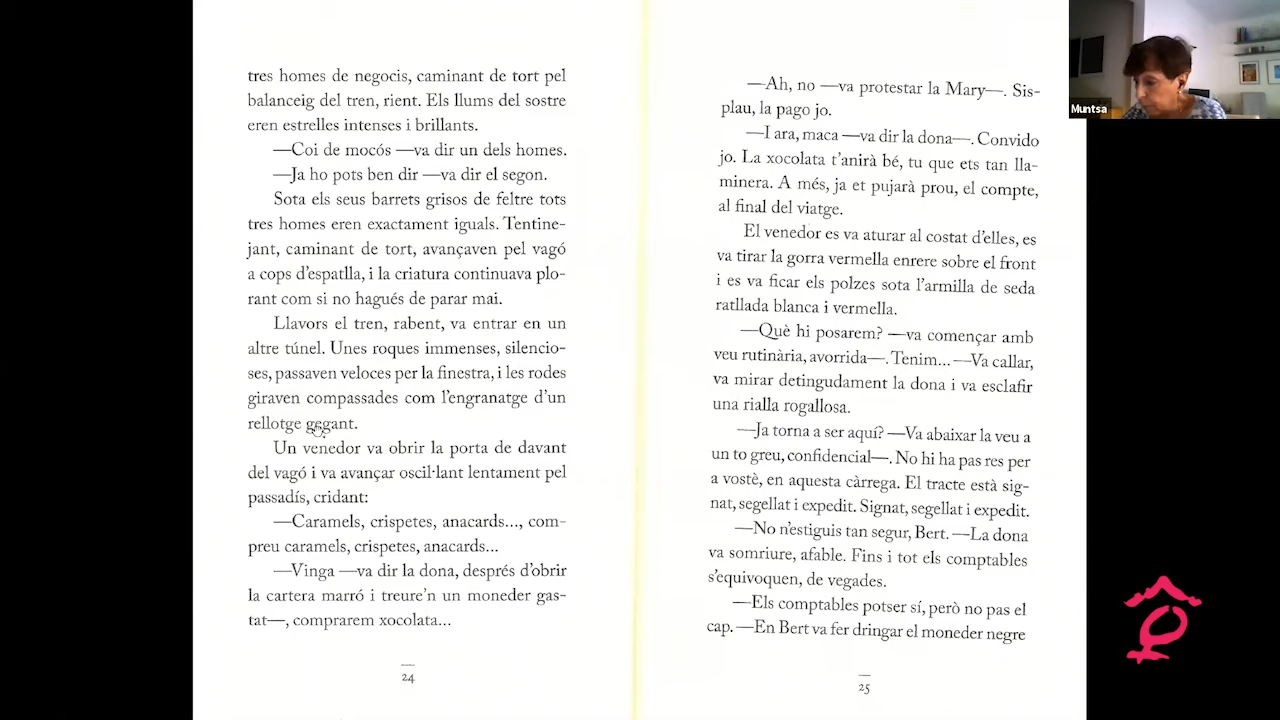 tres homes de negocis, caminant de tort pel
balanceig del tren, rient. Els llums del sostre
eren estrelles intenses i brillants.
—Coi de mocós —va dir un dels homes.
—Ja ho pots ben dir —va dir el segon.
Sota els seus barrets grisos de feltre tots
tres homes eren exactament iguals. Tentine-
jant, caminant de tort, avançaven pel vagó
a cops d'espatlla, i la criatura continuava plo-
rant com si no hagués de parar mai.
Llavors el tren, rabent, va entrar en un
altre túnel. Unes roques immenses, silencio-
ses, passaven veloces per la finestra, i les rodes
giraven compassades com l'engranatge d'un
rellotge gegant.
Un venedor va obrir la porta de davant
del vagó i va avançar oscil·lant lentament pel
passadís, cridant:
—Caramels, crispetes, anacards..., com-
preu caramels, crispetes, anacards...
—Vinga —va dir la dona, després d'obrir
la cartera marró i treure'n un moneder gas-
tat—, comprarem xocolata...
24
—Ah, no —va protestar la Mary—. Sis-
plau, la pago jo.
—I ara, maca —va dir la dona—. Convido
jo. La xocolata t'anirà bé, tu que ets tan lla-
minera. A més, ja et pujarà prou, el compte,
al final del viatge.
El venedor es va aturar al costat d'elles, es
va tirar la gorra vermella enrere sobre el front
i es va ficar els polzes sota l'armilla de seda
ratllada blanca i vermella.
—Què hi posarem? —va començar amb
veu rutinària, avorrida—. Tenim... —Va callar,
va mirar detingudament la dona i va esclafir
una rialla rogallosa.
—Ja torna a ser aquí? —Va abaixar la veu a
un to greu, confidencial—. No hi ha pas res per
a vostè, en aquesta càrrega. El tracte està sig-
nat, segellat i expedit. Signat, segellat i expedit.
—No n'estiguis tan segur, Bert. —La dona
va somriure, afable. Fins i tot els comptables
s'equivoquen, de vegades.
—Els comptables potser sí, però no pas el
cap. —En Bert va fer dringar el moneder negre
25
Muntsa